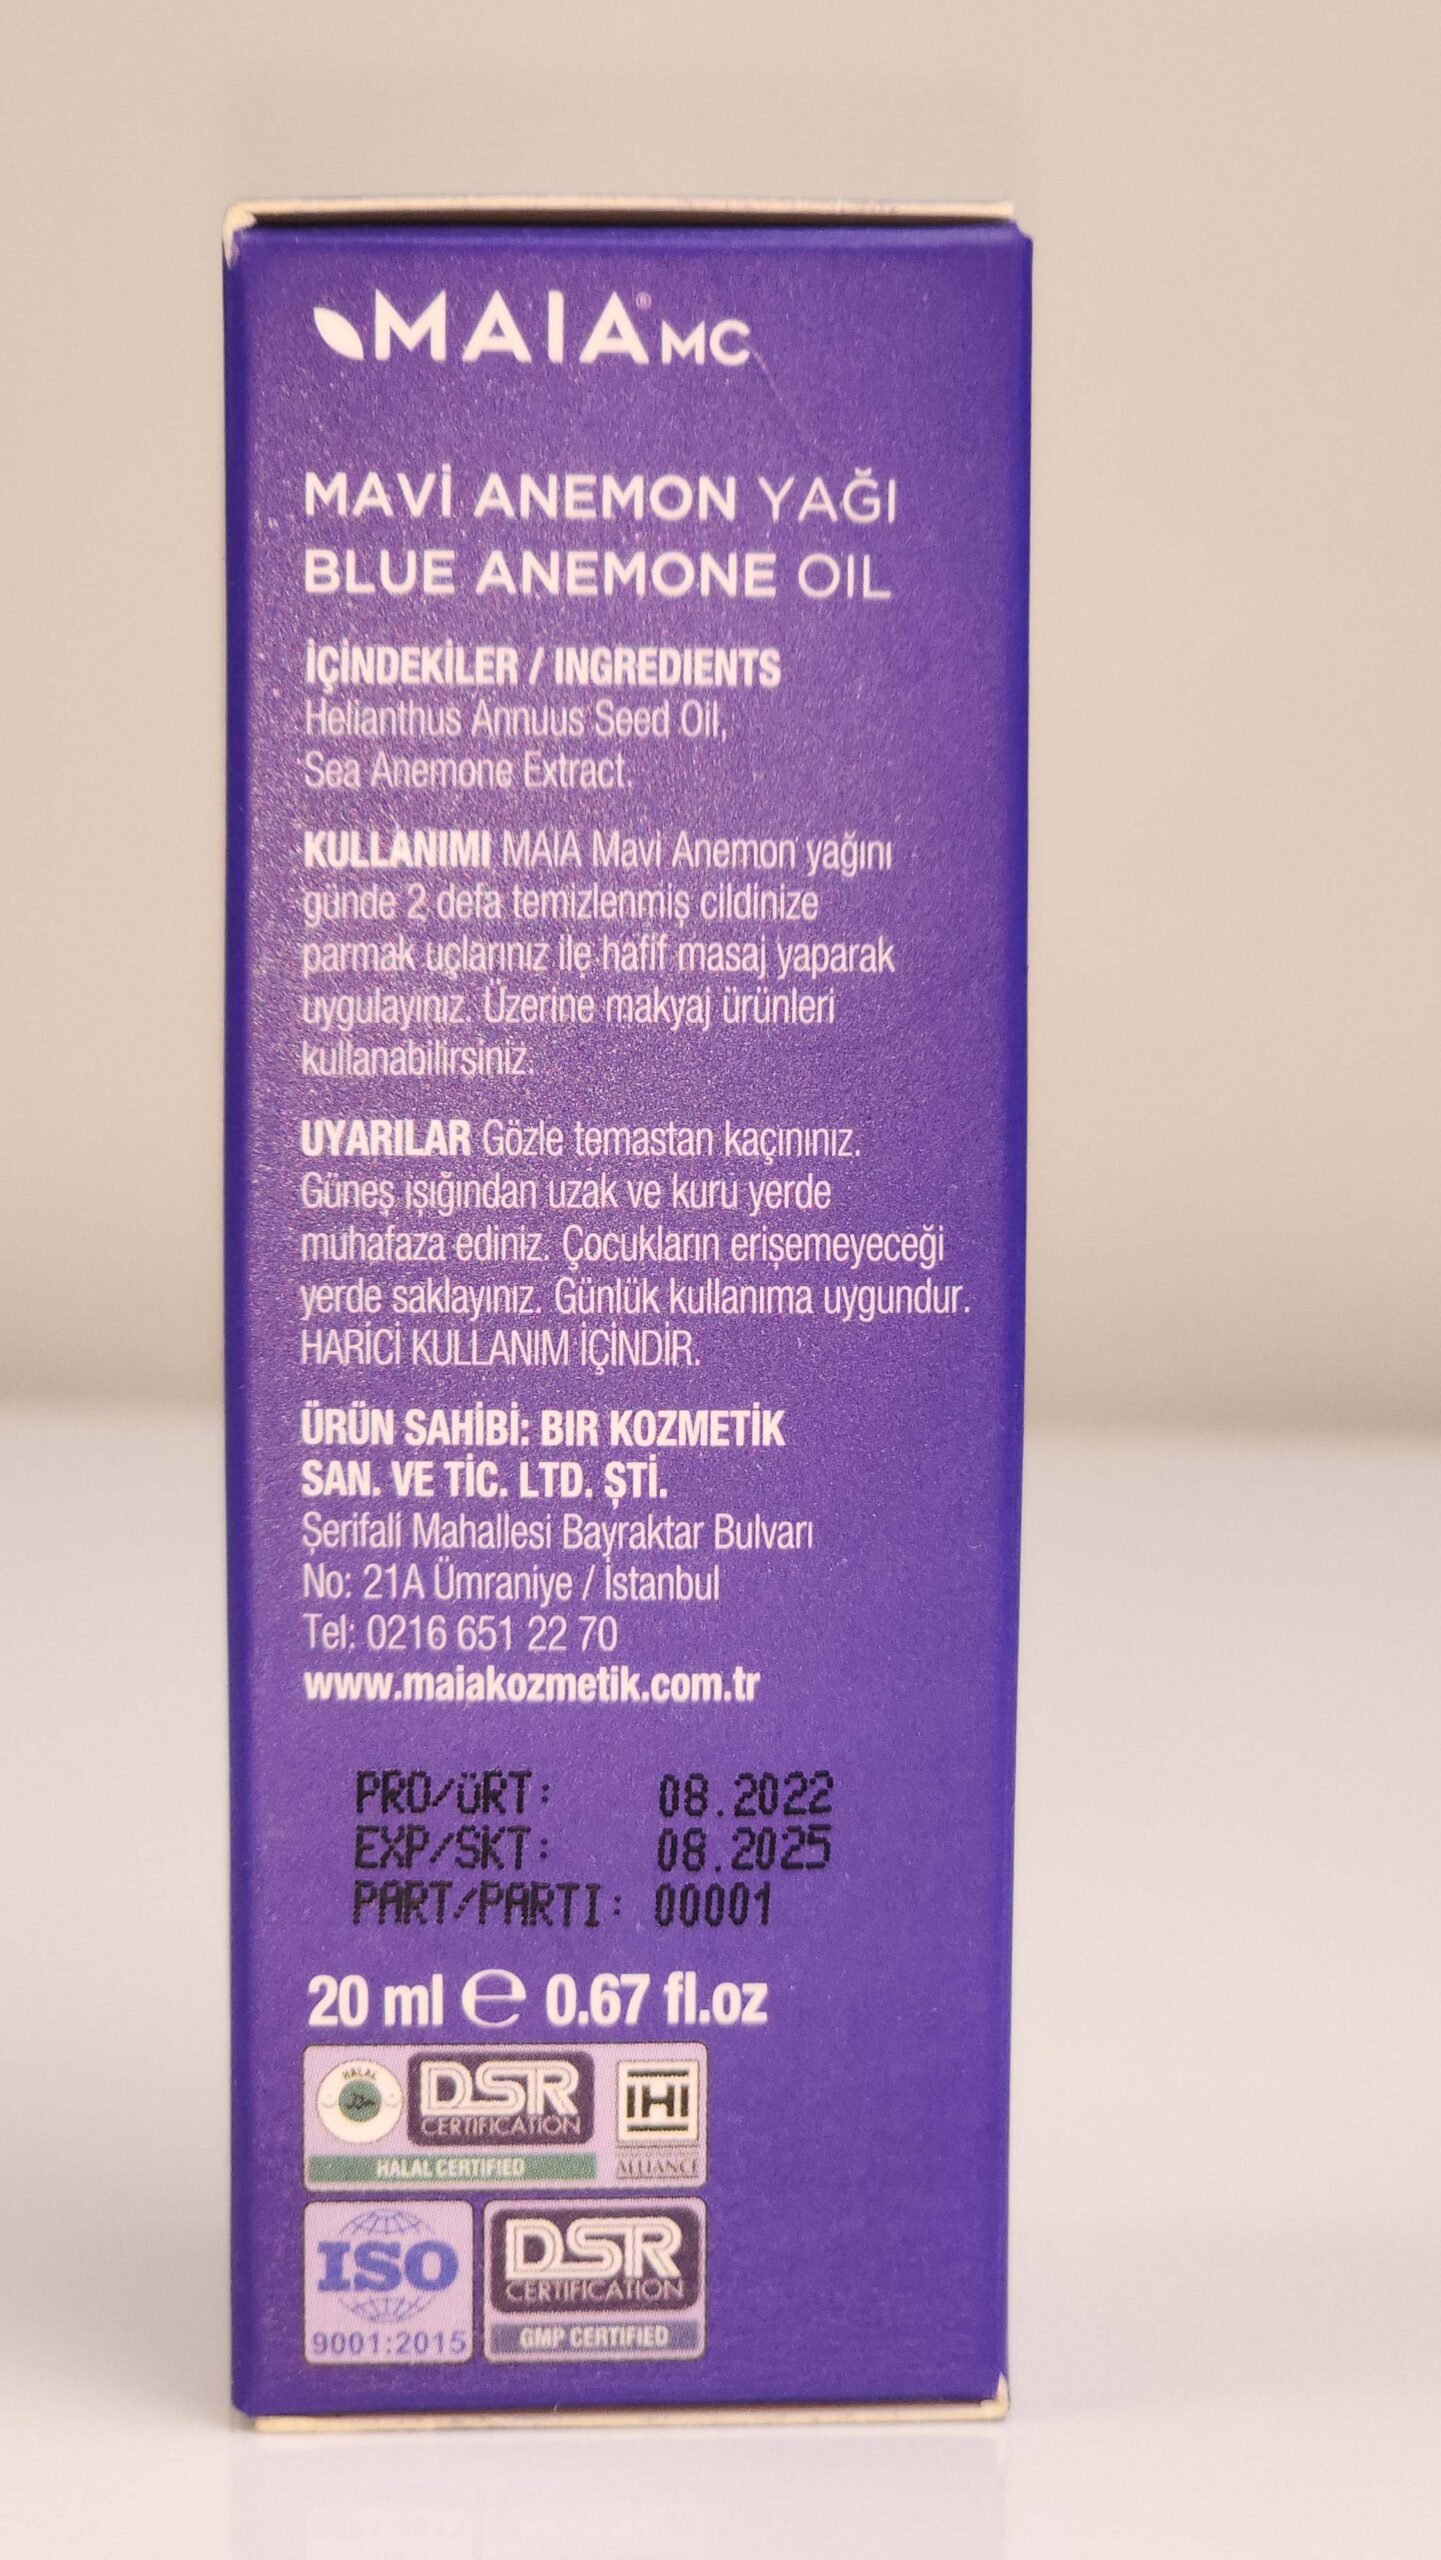 MAIA® MC
MAVİ ANEMON YAĞI
BLUE ANEMONE OIL
İÇİNDEKİLER / INGREDIENTS
Helianthus Annuus Seed Oil,
Sea Anemone Extract.
KULLANIMI MAIA Mavi Anemon yağını
günde 2 defa temizlenmiş cildinize
parmak uçlarınız ile hafif masaj yaparak
uygulayınız. Üzerine makyaj ürünleri
kullanabilirsiniz.
UYARILAR Gözle temastan kaçınınız.
Güneş ışığından uzak ve kuru yerde
muhafaza ediniz. Çocukların erişemeyeceği
yerde saklayınız. Günlük kullanıma uygundur.
HARİCİ KULLANIM İÇİNDİR.
ÜRÜN SAHİBİ: BIR KOZMETİK
SAN. VE TİC. LTD. ŞTİ.
Şerifali Mahallesi Bayraktar Bulvarı
No: 21A Ümraniye / İstanbul
Tel: 0216 651 22 70
www.maiakozmetik.com.tr
PRO/ÜRT: 08.2022
EXP/SKT: 08.2025
PART/PARTI: 00001
20 ml e 0.67 fl.oz
HALAL DSR CERTIFICATION IHI
HALAL CERTIFIED ALLIANCE
ISO 9001:2015
DSR CERTIFICATION
GMP CERTIFIED